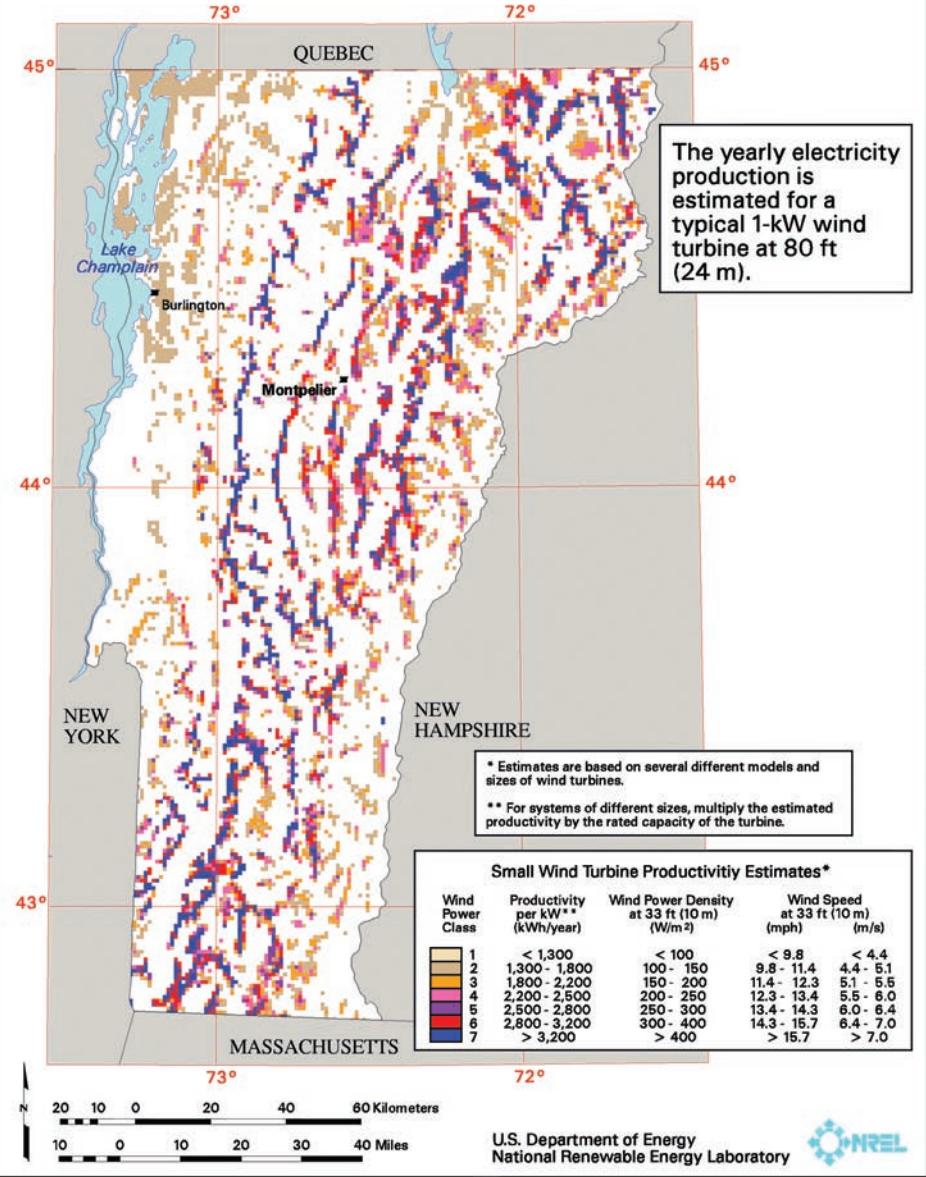 73°
72°
QUEBEC
45°
45°
The yearly electricity
production is
estimated for a
typical 1-kW wind
turbine at 80 ft
(24 m).
Lake
Champlain
Burlington
Montpelier
44°
44°
NEW
YORK
NEW
HAMPSHIRE
* Estimates are based on several different models and
sizes of wind turbines.
** For systems of different sizes, multiply the estimated
productivity by the rated capacity of the turbine.
Small Wind Turbine Productivitiy Estimates*
Wind Productivity Wind Power Density Wind Speed
Power per kW** at 33 ft (10 m) at 33 ft (10 m)
Class (kWh/year) (W/m²) (mph) (m/s)
43°
1 < 1,300 < 100 < 9.8 < 4.4
2 1,300 - 1,800 100 - 150 9.8 - 11.4 4.4 - 5.1
3 1,800 - 2,200 150 - 200 11.4 - 12.3 5.1 - 5.5
4 2,200 - 2,500 200 - 250 12.3 - 13.4 5.5 - 6.0
5 2,500 - 2,800 250 - 300 13.4 - 14.3 6.0 - 6.4
6 2,800 - 3,200 300 - 400 14.3 - 15.7 6.4 - 7.0
7 > 3,200 > 400 > 15.7 > 7.0
MASSACHUSETTS
73°
72°
N
20 10 0 20 40 60 Kilometers
10 0 10 20 30 40 Miles
U.S. Department of Energy
National Renewable Energy Laboratory
NREL